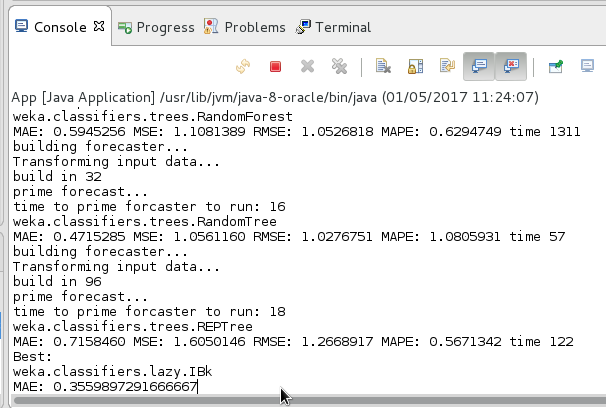 Console Progress Problems Terminal
App [Java Application] /usr/lib/jvm/java-8-oracle/bin/java (01/05/2017 11:24:07)
weka.classifiers.trees.RandomForest
MAE: 0.5945256 MSE: 1.1081389 RMSE: 1.0526818 MAPE: 0.6294749 time 1311
building forecaster...
Transforming input data...
build in 32
prime forecast...
time to prime forcaster to run: 16
weka.classifiers.trees.RandomTree
MAE: 0.4715285 MSE: 1.0561160 RMSE: 1.0276751 MAPE: 1.0805931 time 57
building forecaster...
Transforming input data...
build in 96
prime forecast...
time to prime forcaster to run: 18
weka.classifiers.trees.REPTree
MAE: 0.7158460 MSE: 1.6050146 RMSE: 1.2668917 MAPE: 0.5671342 time 122
Best:
weka.classifiers.lazy.IBk
MAE: 0.3559897291666667